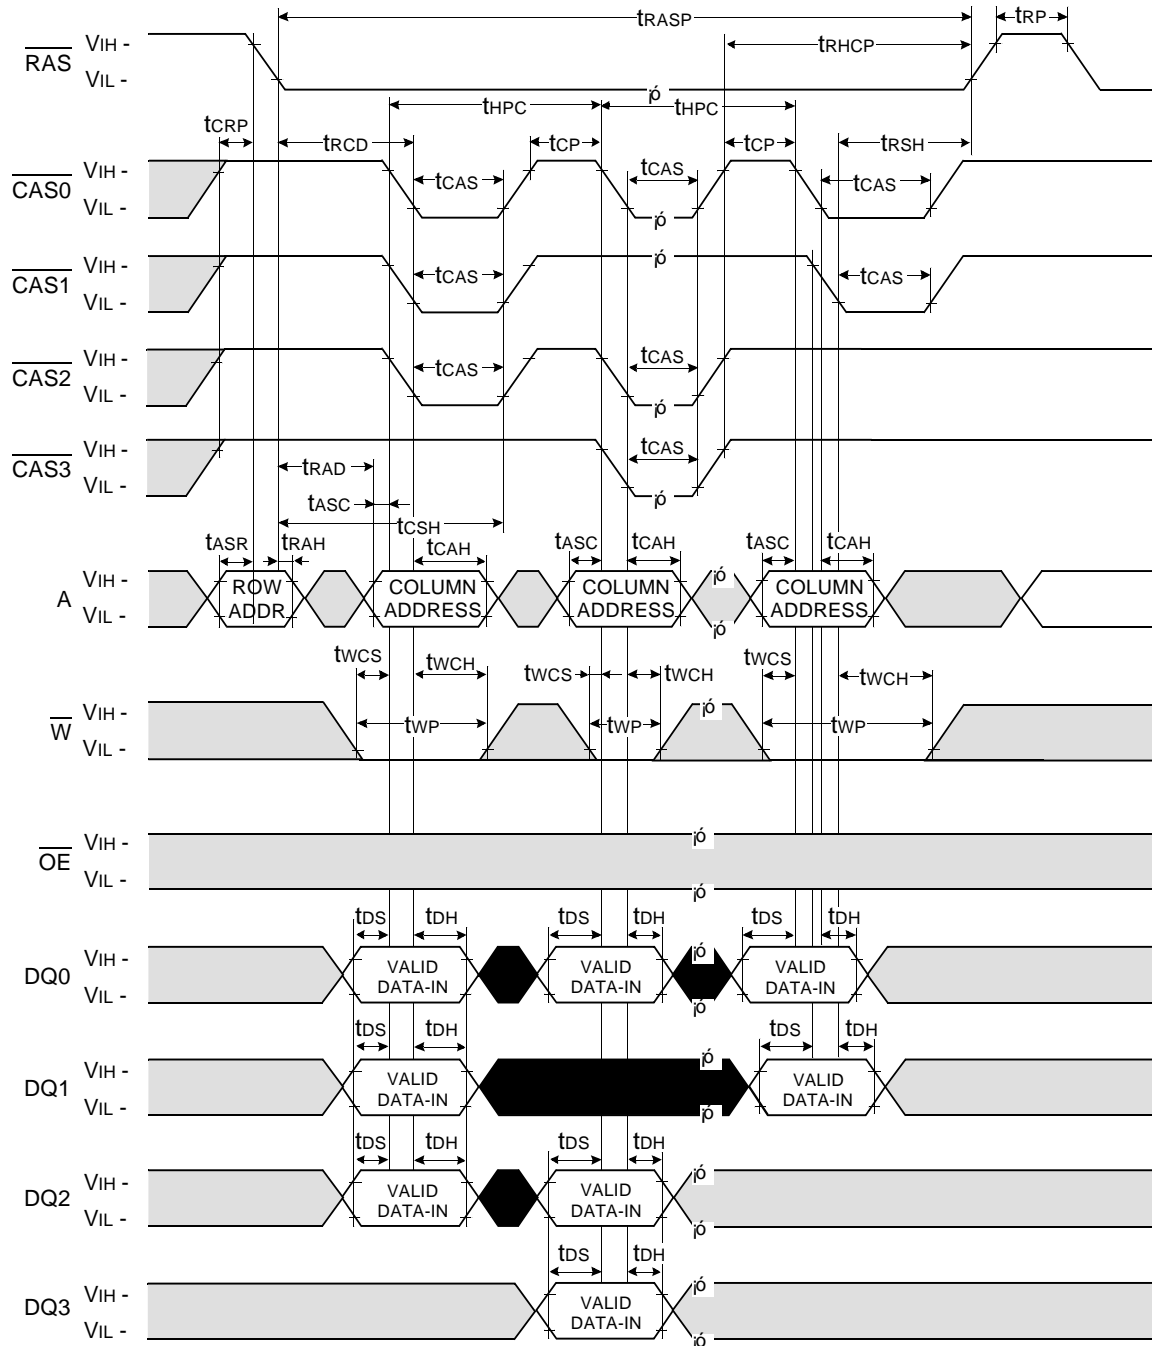 tRASP
tRP
RAS VIH -
VIL -
tRHCP
¡ó
tHPC
tHPC
tCRP
tRCD
tCP
tCP
tRSH
CAS0 VIH -
VIL -
tCAS
tCAS
tCAS
¡ó
CAS1 VIH -
VIL -
¡ó
tCAS
tCAS
CAS2 VIH -
VIL -
tCAS
tCAS
¡ó
CAS3 VIH -
VIL -
tCAS
¡ó
tRAD
tASC
tCSH
tASR
tRAH
tCAH
tASC
tCAH
tASC
tCAH
A VIH -
VIL -
ROW
ADDR
COLUMN
ADDRESS
COLUMN
ADDRESS
¡ó
¡ó
COLUMN
ADDRESS
tWCS
tWCH
tWCS
tWCH
tWCS
tWCH
W VIH -
VIL -
tWP
tWP
¡ó
tWP
OE VIH -
VIL -
¡ó
¡ó
tDS
tDH
tDS
tDH
tDS
tDH
DQ0 VIH -
VIL -
VALID
DATA-IN
VALID
DATA-IN
¡ó
¡ó
VALID
DATA-IN
tDS
tDH
tDS
tDH
DQ1 VIH -
VIL -
VALID
DATA-IN
¡ó
¡ó
VALID
DATA-IN
tDS
tDH
tDS
tDH
DQ2 VIH -
VIL -
VALID
DATA-IN
VALID
DATA-IN
¡ó
¡ó
tDS
tDH
DQ3 VIH -
VIL -
VALID
DATA-IN
¡ó
¡ó